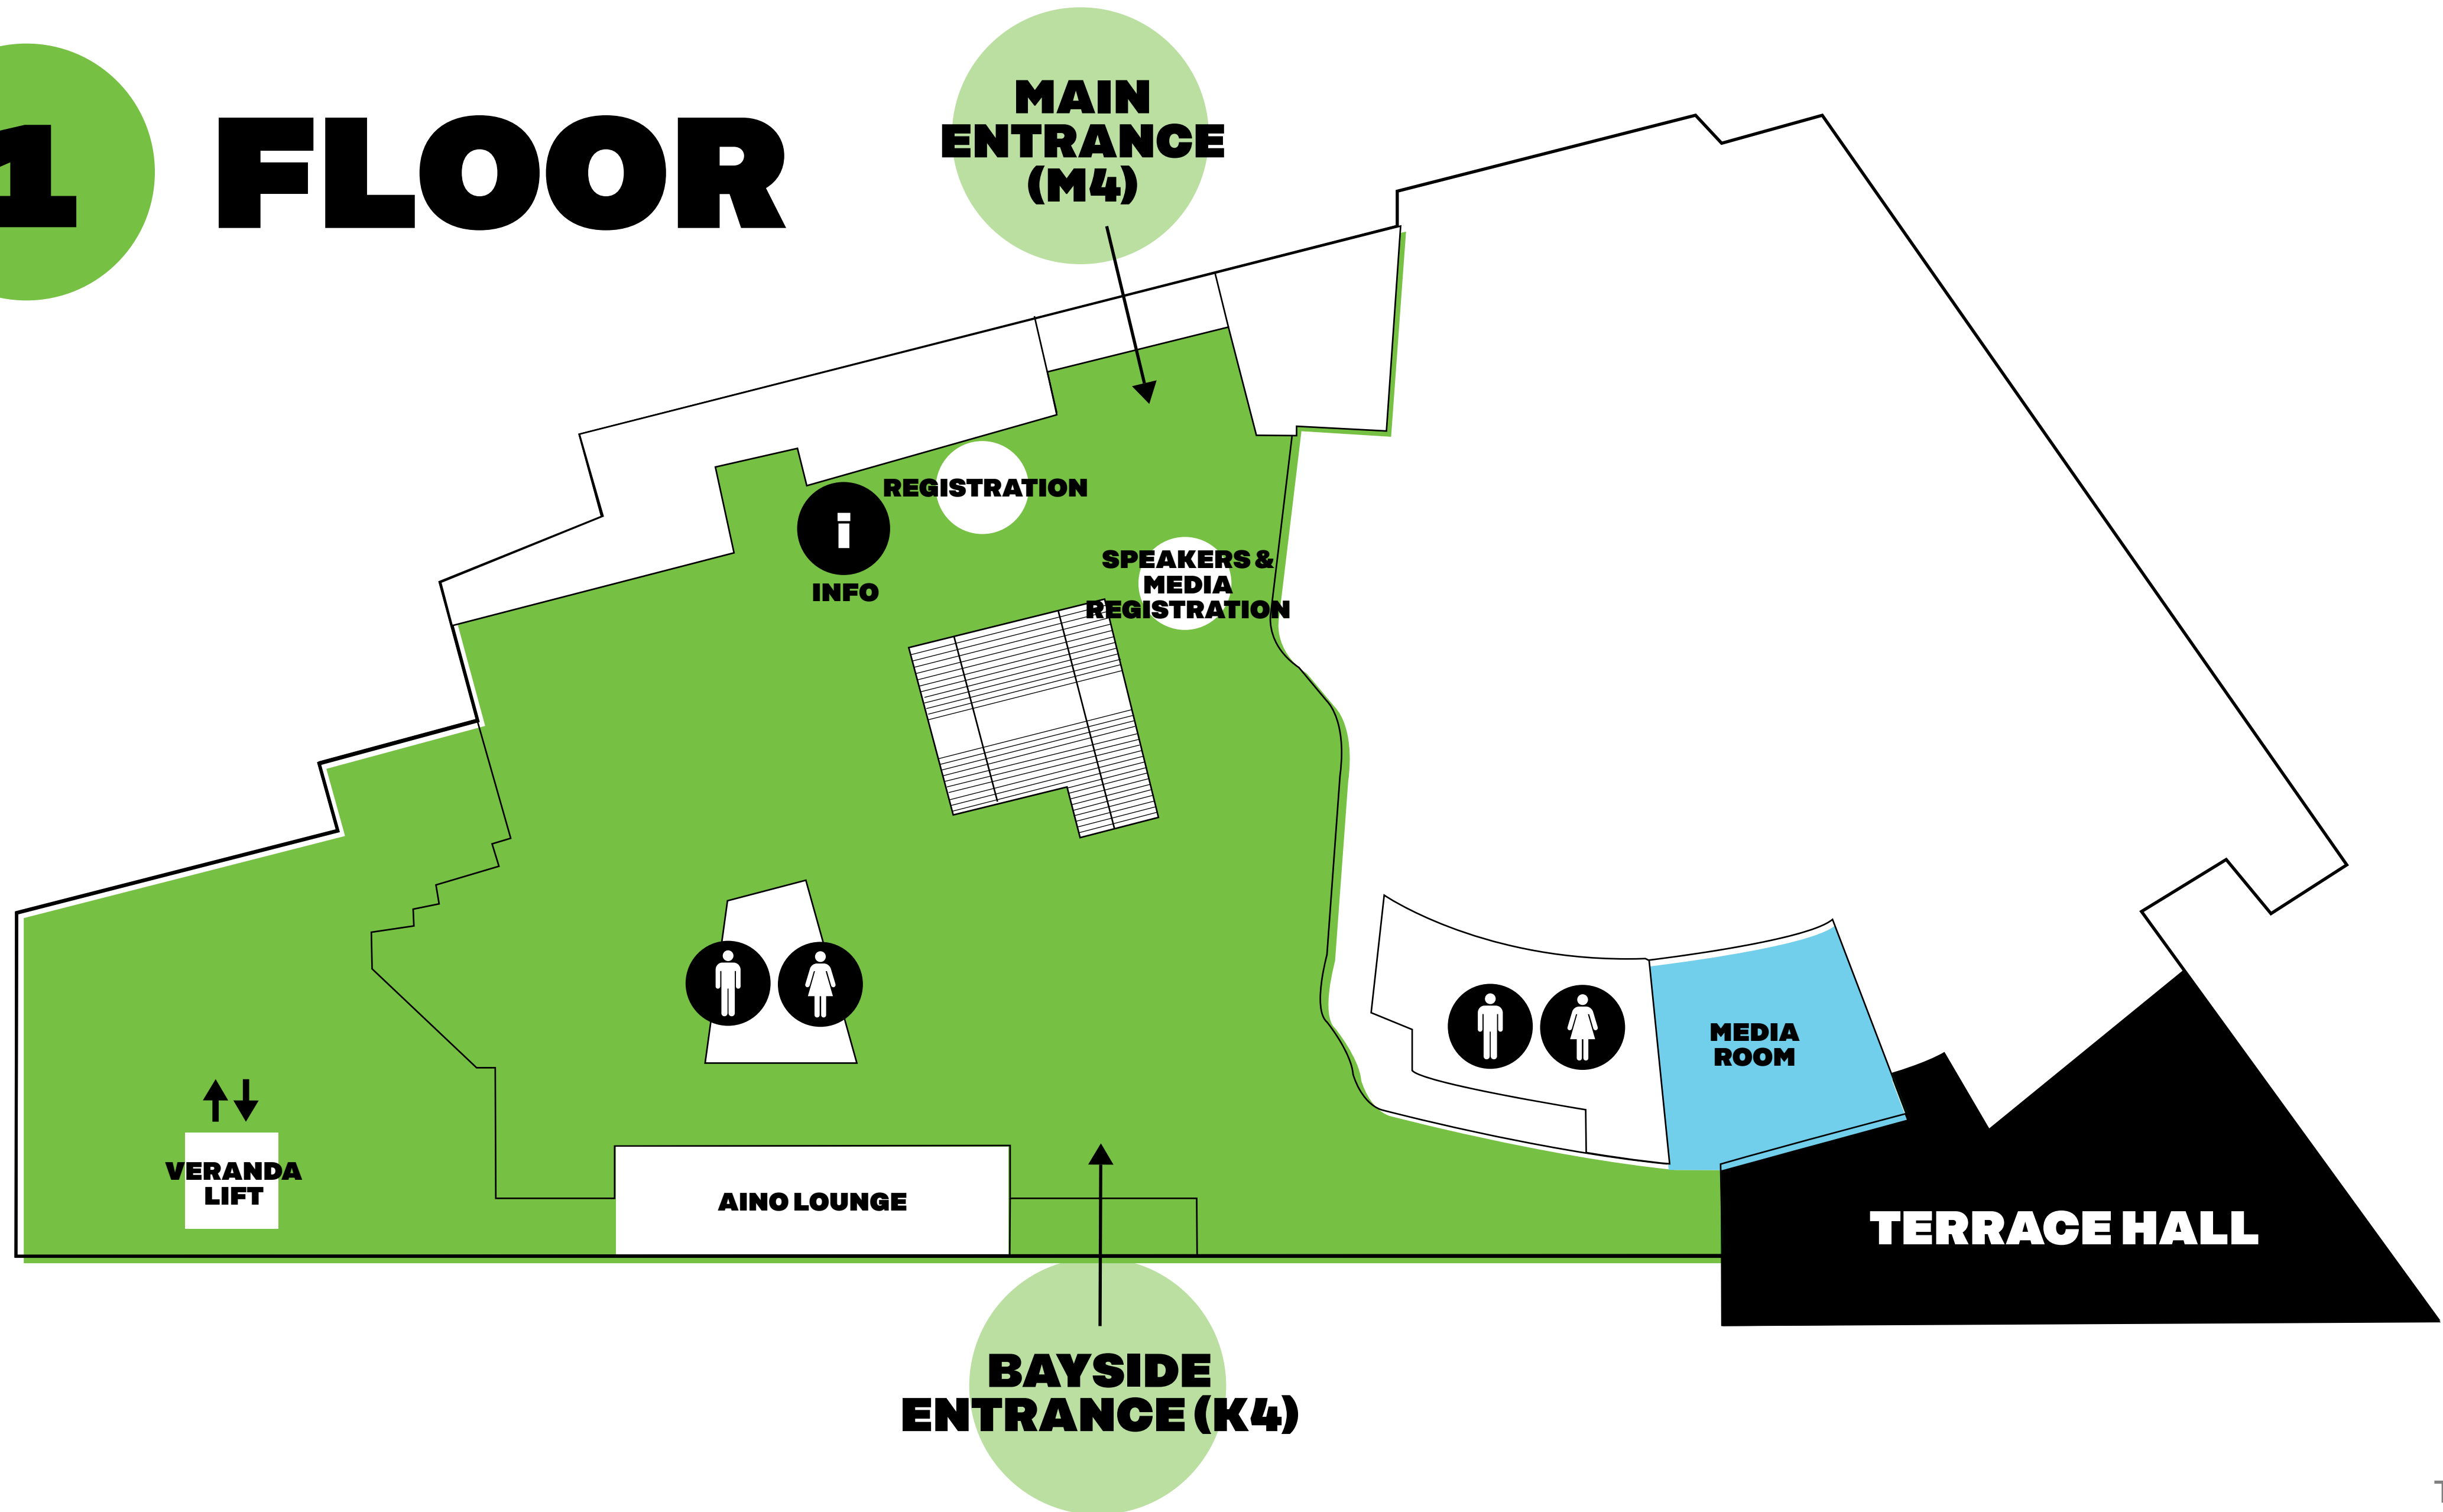 1 FLOOR
MAIN
ENTRANCE
(M4)
REGISTRATION
i
INFO
SPEAKERS &
MEDIA
REGISTRATION
MEDIA
ROOM
VERANDA
LIFT
AINO LOUNGE
TERRACE HALL
BAYSIDE
ENTRANCE (K4)